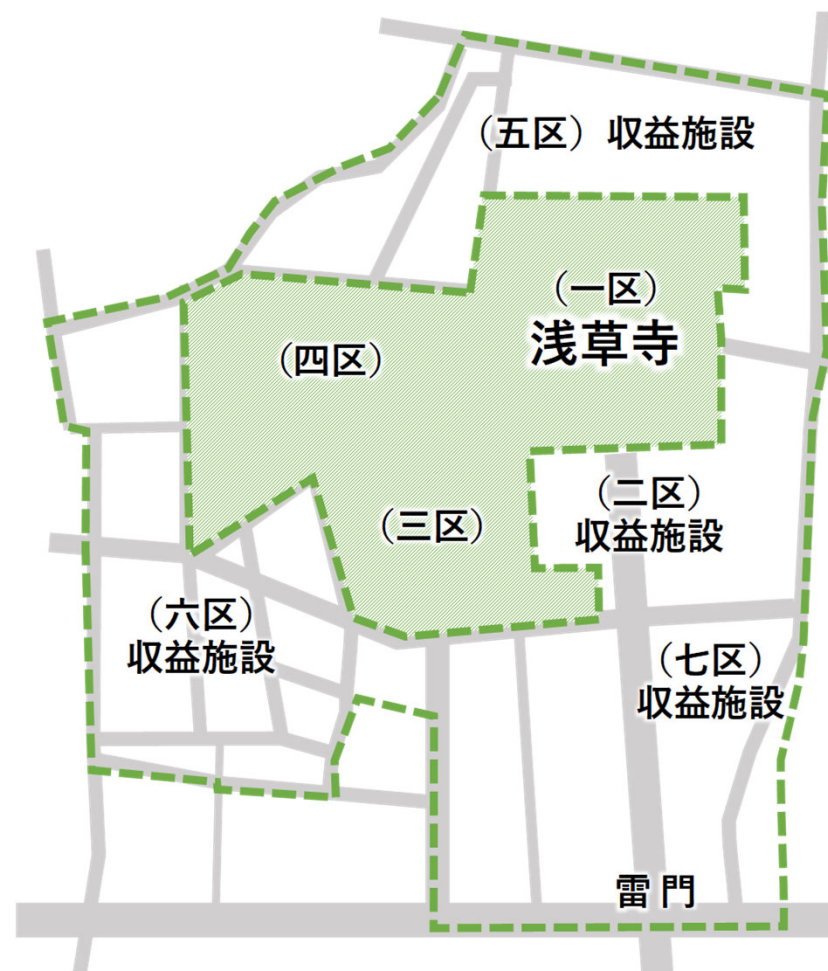 （五区）収益施設
（一区）
浅草寺
（四区）
（二区）
収益施設
（三区）
（六区）
収益施設
（七区）
収益施設
雷門